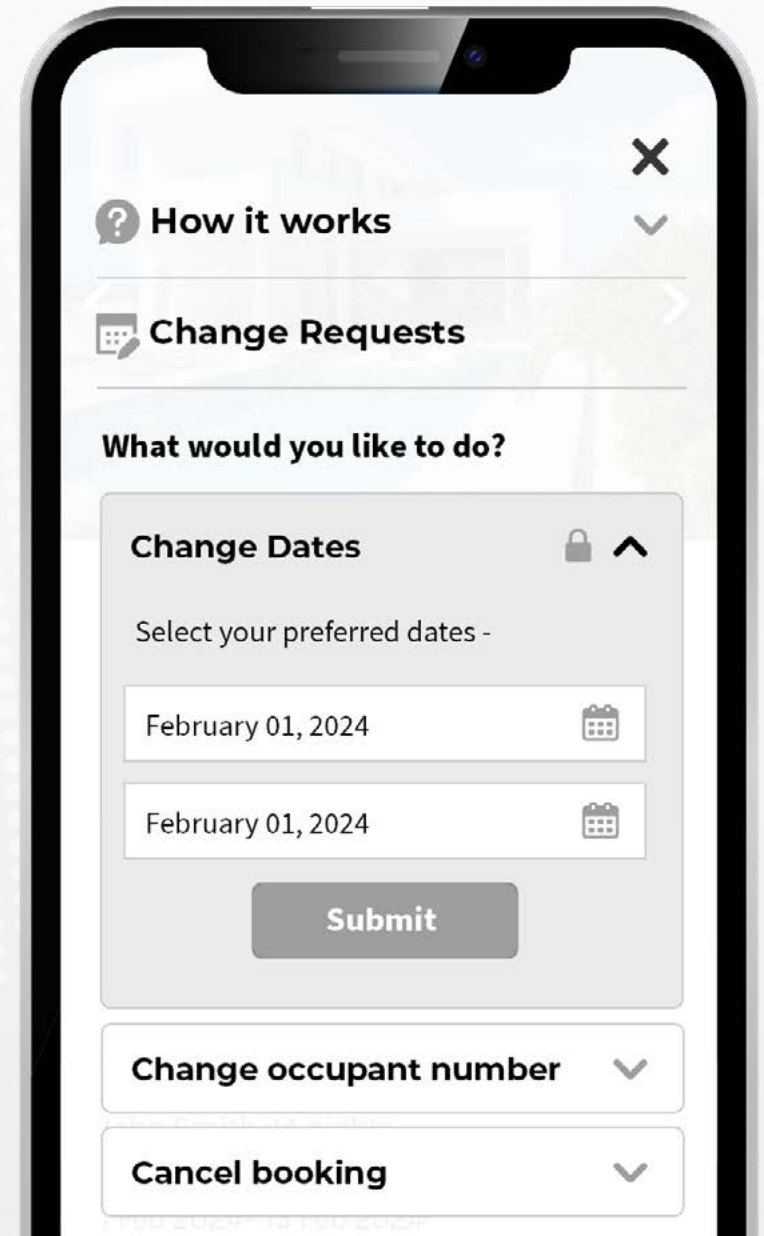 How it works
Change Requests
What would you like to do?
Change Dates
Select your preferred dates -
February 01, 2024
February 01, 2024
Submit
Change occupant number
Cancel booking